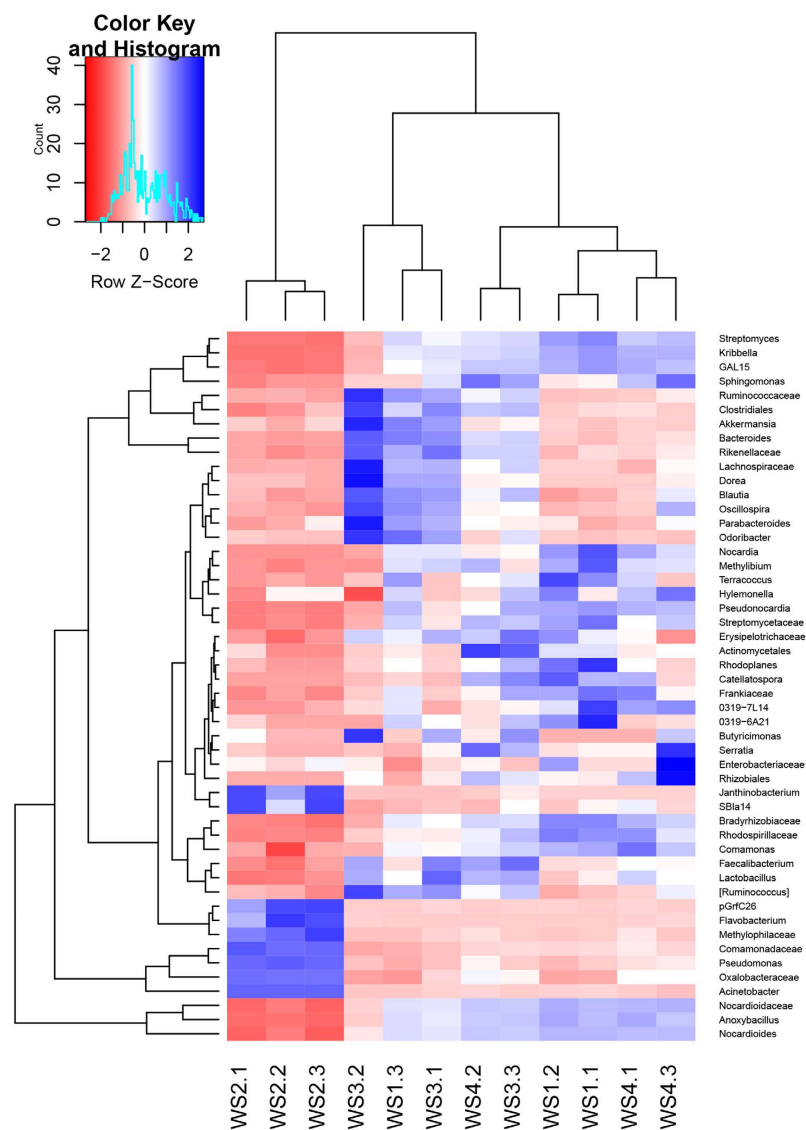 Color Key
and Histogram
Count
0
10
20
30
40
−2
0
2
Row Z−Score
Streptomyces
Kribbella
GAL15
Sphingomonas
Ruminococcaceae
Clostridiales
Akkermansia
Bacteroides
Rikenellaceae
Lachnospiraceae
Dorea
Blautia
Oscillospira
Parabacteroides
Odoribacter
Nocardia
Methylibium
Terracoccus
Hylemonella
Pseudonocardia
Streptomycetaceae
Erysipelotrichaceae
Actinomycetales
Rhodoplanes
Catellatospora
Frankiaceae
0319-7L14
0319-6A21
Butyricimonas
Serratia
Enterobacteriaceae
Rhizobiales
Janthinobacterium
SBla14
Bradyrhizobiaceae
Rhodospirillaceae
Comamonas
Faecalibacterium
Lactobacillus
[Ruminococcus]
pGrfC26
Flavobacterium
Methylophilaceae
Comamonadaceae
Pseudomonas
Oxalobacteraceae
Acinetobacter
Nocardioidaceae
Anoxybacillus
Nocardioides
WS2.1
WS2.2
WS2.3
WS3.2
WS1.3
WS3.1
WS4.2
WS3.3
WS1.2
WS1.1
WS4.1
WS4.3